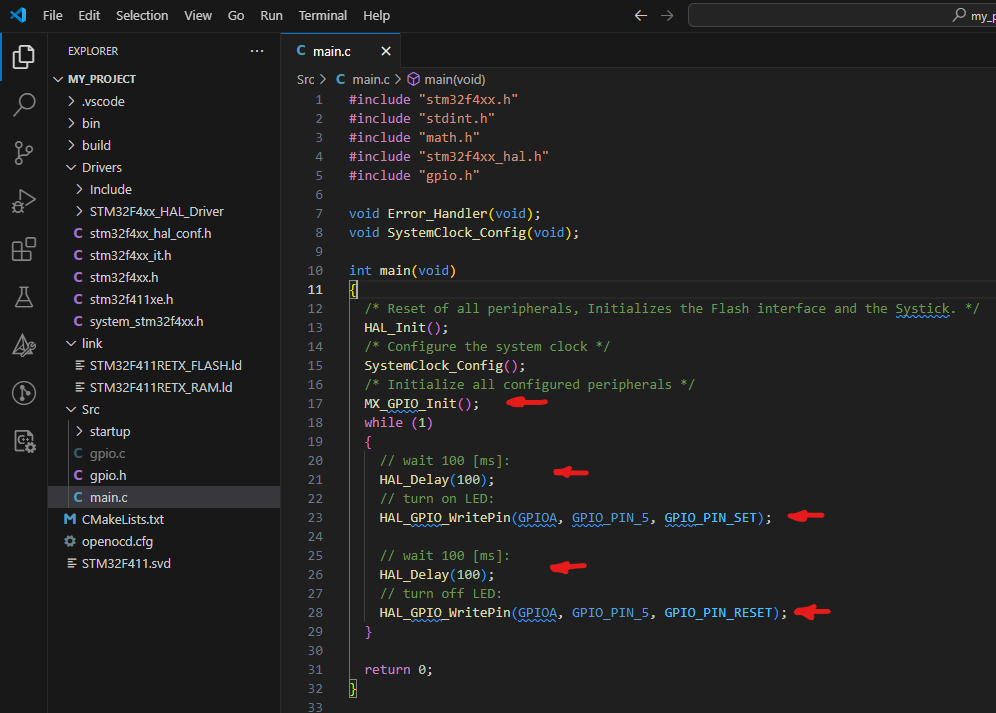 File Edit Selection View Go Run Terminal Help
my_p
EXPLORER
MY_PROJECT
.vscode
bin
build
Drivers
Include
STM32F4xx_HAL_Driver
C stm32f4xx_hal_conf.h
C stm32f4xx_it.h
C stm32f4xx.h
C stm32f411xe.h
C system_stm32f4xx.h
link
STM32F411RETX_FLASH.ld
STM32F411RETX_RAM.ld
Src
startup
C gpio.c
C gpio.h
C main.c
M CMakeLists.txt
openocd.cfg
STM32F411.svd
C main.c
Src > C main.c > main(void)
1 #include "stm32f4xx.h"
2 #include "stdint.h"
3 #include "math.h"
4 #include "stm32f4xx_hal.h"
5 #include "gpio.h"
6
7 void Error_Handler(void);
8 void SystemClock_Config(void);
9
10 int main(void)
11 {
12 /* Reset of all peripherals, Initializes the Flash interface and the Systick. */
13 HAL_Init();
14 /* Configure the system clock */
15 SystemClock_Config();
16 /* Initialize all configured peripherals */
17 MX_GPIO_Init();
18 while (1)
19 {
20 // wait 100 [ms]:
21 HAL_Delay(100);
22 // turn on LED:
23 HAL_GPIO_WritePin(GPIOA, GPIO_PIN_5, GPIO_PIN_SET);
24
25 // wait 100 [ms]:
26 HAL_Delay(100);
27 // turn off LED:
28 HAL_GPIO_WritePin(GPIOA, GPIO_PIN_5, GPIO_PIN_RESET);
29 }
30
31 return 0;
32 }
33